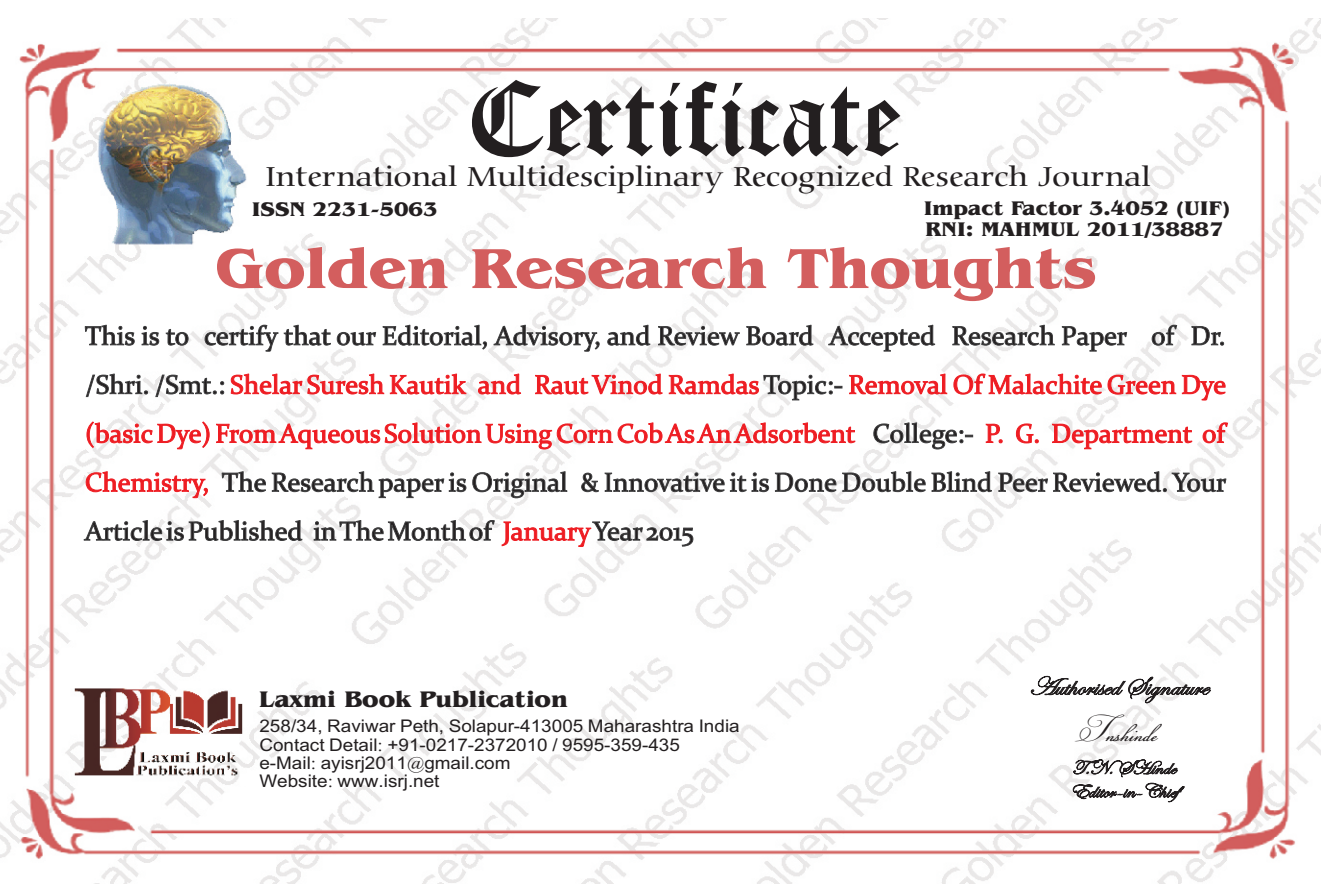 Certificate
International Multidesciplinary Recognized Research Journal
ISSN 2231-5063
Impact Factor 3.4052 (UIF)
RNI: MAHMUL 2011/38887
Golden Research Thoughts
This is to certify that our Editorial, Advisory, and Review Board Accepted Research Paper of Dr.
/Shri. /Smt.: Shelar Suresh Kautik and Raut Vinod Ramdas Topic:- Removal Of Malachite Green Dye
(basic Dye) From Aqueous Solution Using Corn Cob As An Adsorbent College:- P. G. Department of
Chemistry, The Research paper is Original & Innovative it is Done Double Blind Peer Reviewed. Your
Article is Published in The Month of January Year 2015
LBP
Laxmi Book
Publication's
Laxmi Book Publication
258/34, Raviwar Peth, Solapur-413005 Maharashtra India
Contact Detail: +91-0217-2372010 / 9595-359-435
e-Mail: ayisrj2011@gmail.com
Website: www.isrj.net
Authorised Signature
Tnshinde
T.N. SHinde
Editor-in-Chief